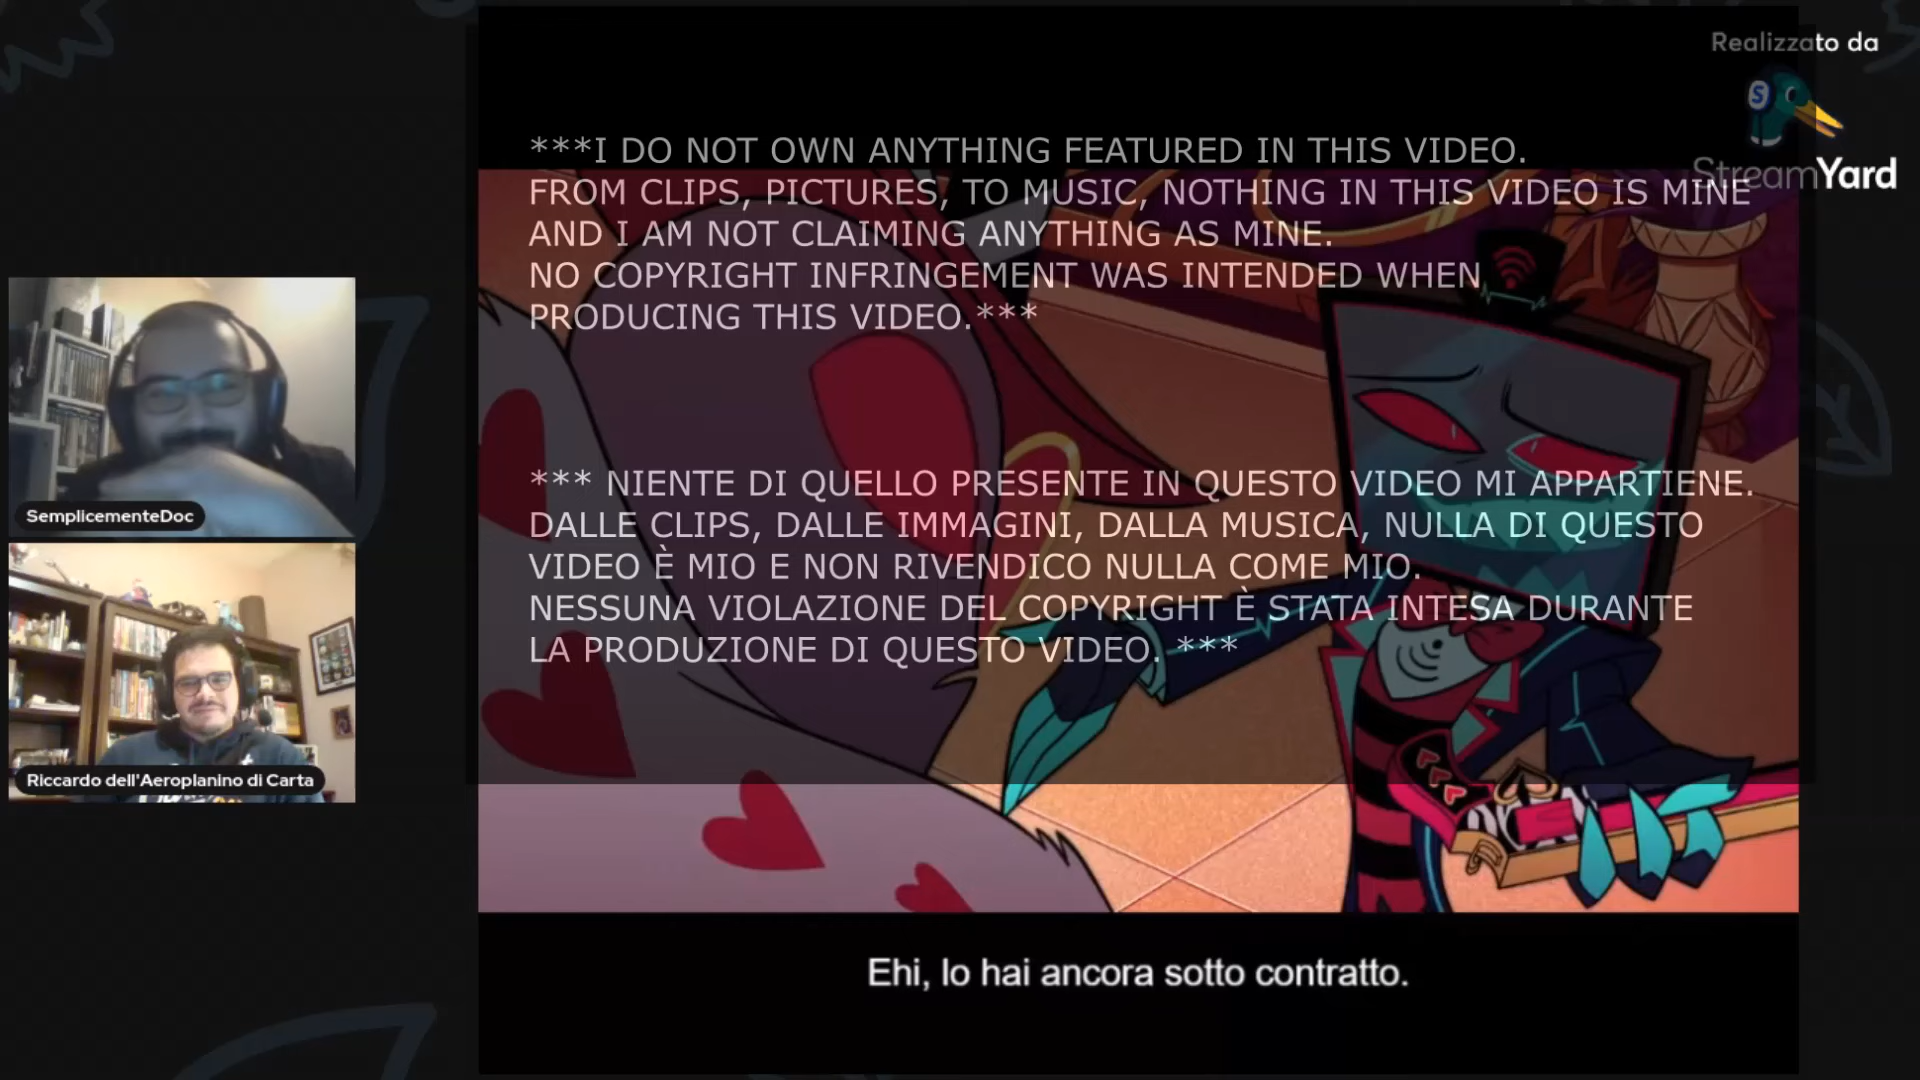 Realizzato da
StreamYard
***I DO NOT OWN ANYTHING FEATURED IN THIS VIDEO.
FROM CLIPS, PICTURES, TO MUSIC, NOTHING IN THIS VIDEO IS MINE
AND I AM NOT CLAIMING ANYTHING AS MINE.
NO COPYRIGHT INFRINGEMENT WAS INTENDED WHEN
PRODUCING THIS VIDEO.***
*** NIENTE DI QUELLO PRESENTE IN QUESTO VIDEO MI APPARTIENE.
DALLE CLIPS, DALLE IMMAGINI, DALLA MUSICA, NULLA DI QUESTO
VIDEO È MIO E NON RIVENDICO NULLA COME MIO.
NESSUNA VIOLAZIONE DEL COPYRIGHT È STATA INTESA DURANTE
LA PRODUZIONE DI QUESTO VIDEO. ***
SemplicementeDoc
Riccardo dell'Aeroplanino di Carta
Ehi, lo hai ancora sotto contratto.